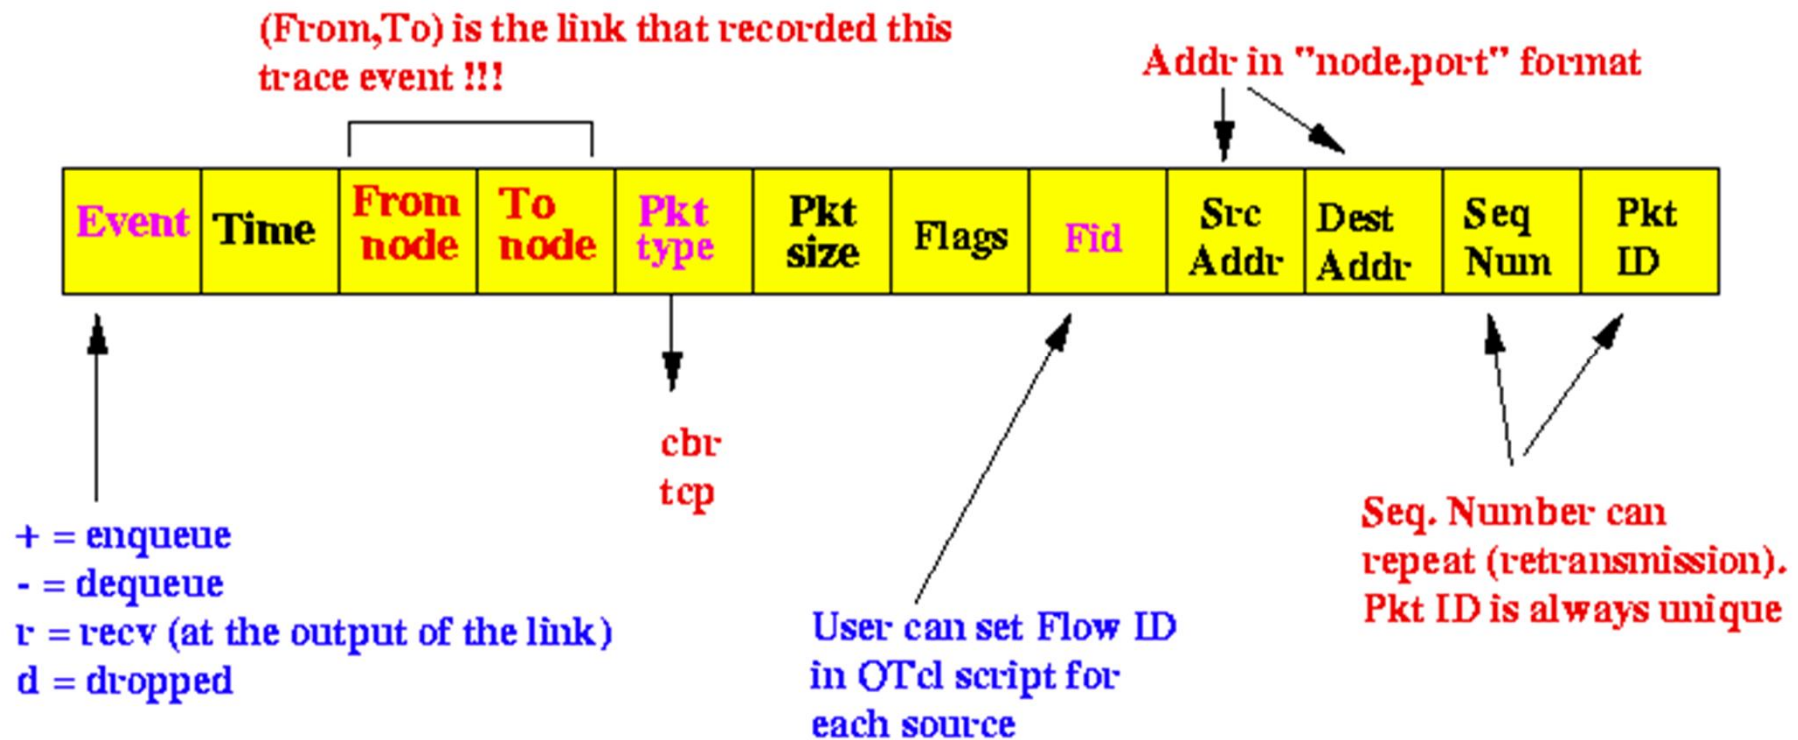 (From,To) is the link that recorded this
trace event !!!
Addr in "node.port" format
Event
Time
From
node
To
node
Pkt
type
Pkt
size
Flags
Fid
Src
Addr
Dest
Addr
Seq
Num
Pkt
ID
cbr
tcp
+ = enqueue
- = dequeue
r = recv (at the output of the link)
d = dropped
User can set Flow ID
in OTcl script for
each source
Seq. Number can
repeat (retransmission).
Pkt ID is always unique